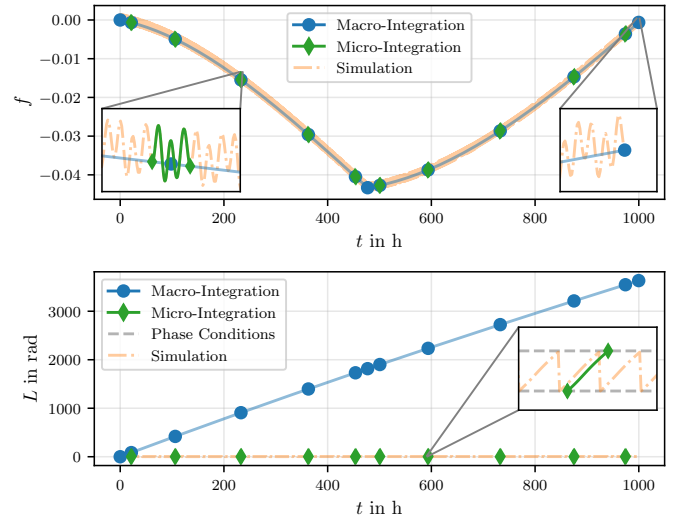 0.00
−0.01
−0.02
−0.03
−0.04
f
Macro-Integration
Micro-Integration
Simulation
0
200
400
600
800
1000
t in h
3000
2000
1000
0
L in rad
Macro-Integration
Micro-Integration
Phase Conditions
Simulation
0
200
400
600
800
1000
t in h